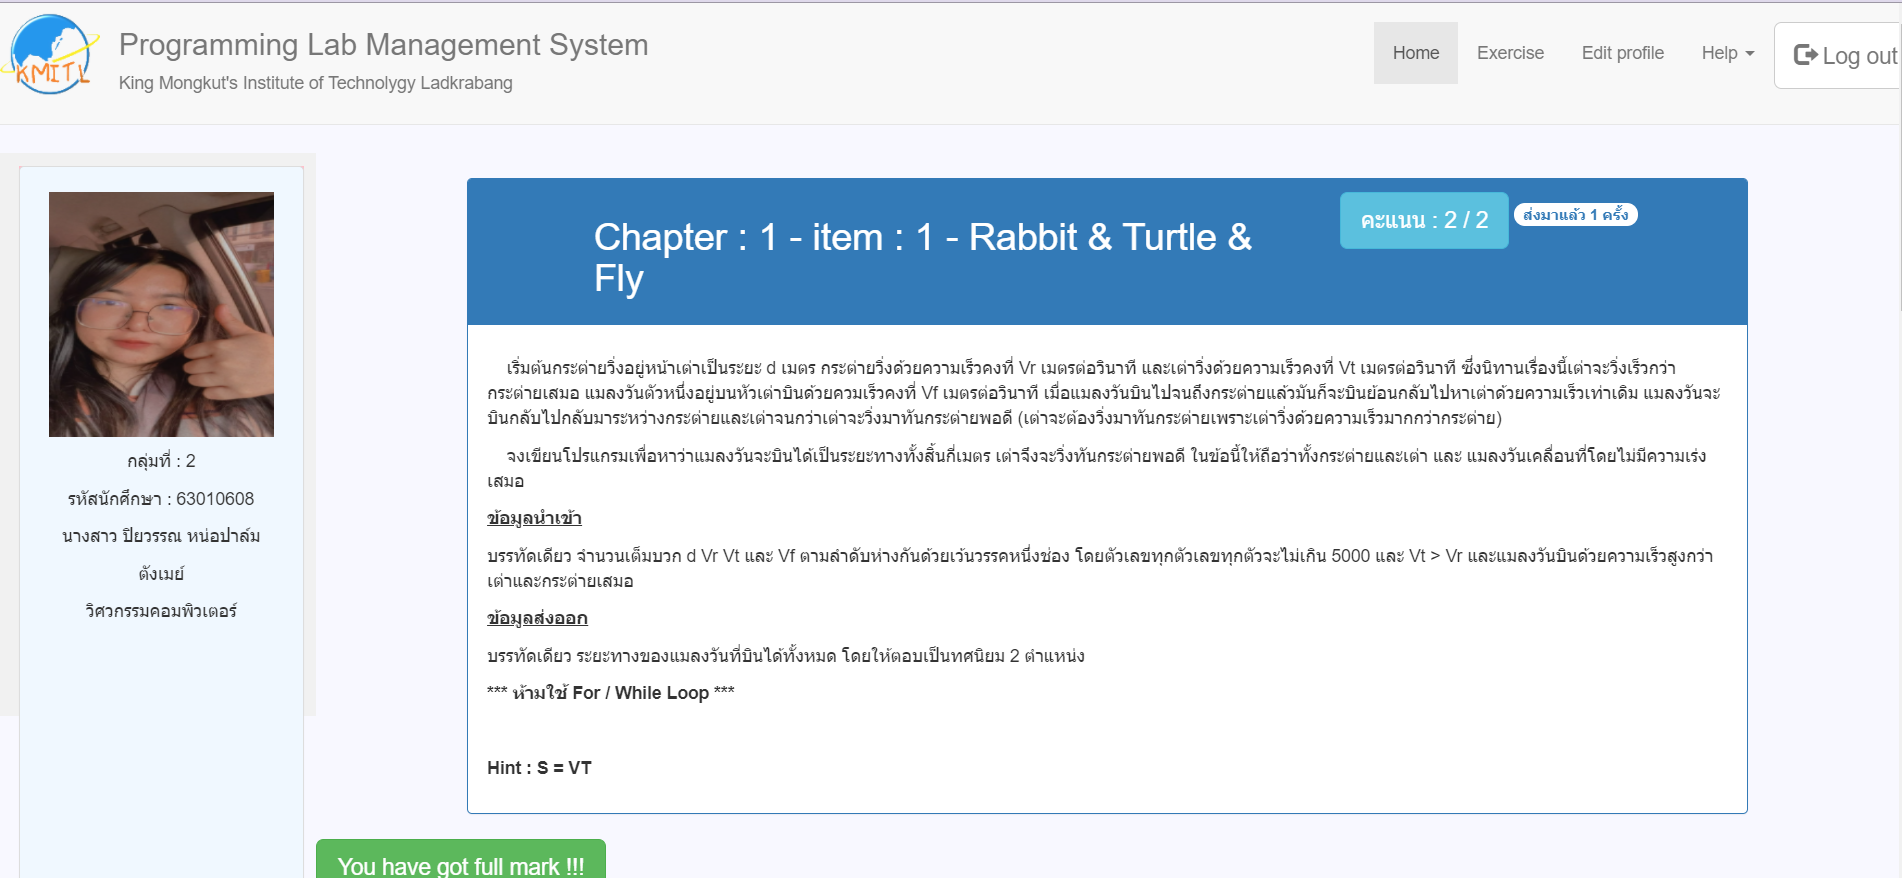 KMITL
Programming Lab Management System
King Mongkut's Institute of Technolygy Ladkrabang
Home
Exercise
Edit profile
Help
Log out
กลุ่มที่ : 2
รหัสนักศึกษา : 63010608
นางสาว ปิยวรรณ หน่อปาล์ม
ตังเมย์
วิศวกรรมคอมพิวเตอร์
Chapter : 1 - item : 1 - Rabbit & Turtle &
Fly
คะแนน : 2 / 2
ส่งมาแล้ว 1 ครั้ง
เริ่มต้นกระต่ายวิ่งอยู่หน้าเต่าเป็นระยะ d เมตร กระต่ายวิ่งด้วยความเร็วคงที่ Vr เมตรต่อวินาที และเต่าวิ่งด้วยความเร็วคงที่ Vt เมตรต่อวินาที ซึ่งนิทานเรื่องนี้เต่าจะวิ่งเร็วกว่า
กระต่ายเสมอ แมลงวันตัวหนึ่งอยู่บนหัวเต่าบินด้วยควมเร็วคงที่ Vf เมตรต่อวินาที เมื่อแมลงวันบินไปจนถึงกระต่ายแล้วมันก็จะบินย้อนกลับไปหาเต่าด้วยความเร็วเท่าเดิม แมลงวันจะ
บินกลับไปกลับมาระหว่างกระต่ายและเต่าจนกว่าเต่าจะวิ่งมาทันกระต่ายพอดี (เต่าจะต้องวิ่งมาทันกระต่ายเพราะเต่าวิ่งด้วยความเร็วมากกว่ากระต่าย)
จงเขียนโปรแกรมเพื่อหาว่าแมลงวันจะบินได้เป็นระยะทางทั้งสิ้นกี่เมตร เต่าจึงจะวิ่งทันกระต่ายพอดี ในข้อนี้ให้ถือว่าทั้งกระต่ายและเต่า และ แมลงวันเคลื่อนที่โดยไม่มีความเร่ง
เสมอ
ข้อมูลนำเข้า
บรรทัดเดียว จำนวนเต็มบวก d Vr Vt และ Vf ตามลำดับห่างกันด้วยเว้นวรรคหนึ่งช่อง โดยตัวเลขทุกตัวเลขทุกตัวจะไม่เกิน 5000 และ Vt > Vr และแมลงวันบินด้วยความเร็วสูงกว่า
เต่าและกระต่ายเสมอ
ข้อมูลส่งออก
บรรทัดเดียว ระยะทางของแมลงวันที่บินได้ทั้งหมด โดยให้ตอบเป็นทศนิยม 2 ตำแหน่ง
*** ห้ามใช้ For / While Loop ***
Hint : S = VT
You have got full mark !!!